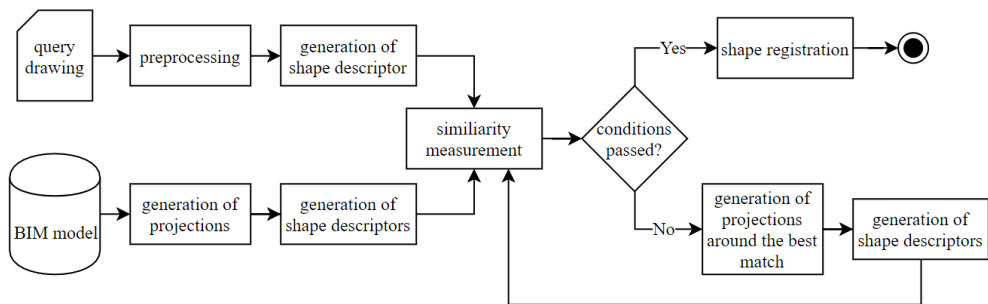 query
drawing
preprocessing
generation of
shape descriptor
similiarity
measurement
conditions
passed?
Yes
shape registration
BIM model
generation of
projections
generation of
shape descriptors
No
generation of
projections
around the best
match
generation of
shape descriptors